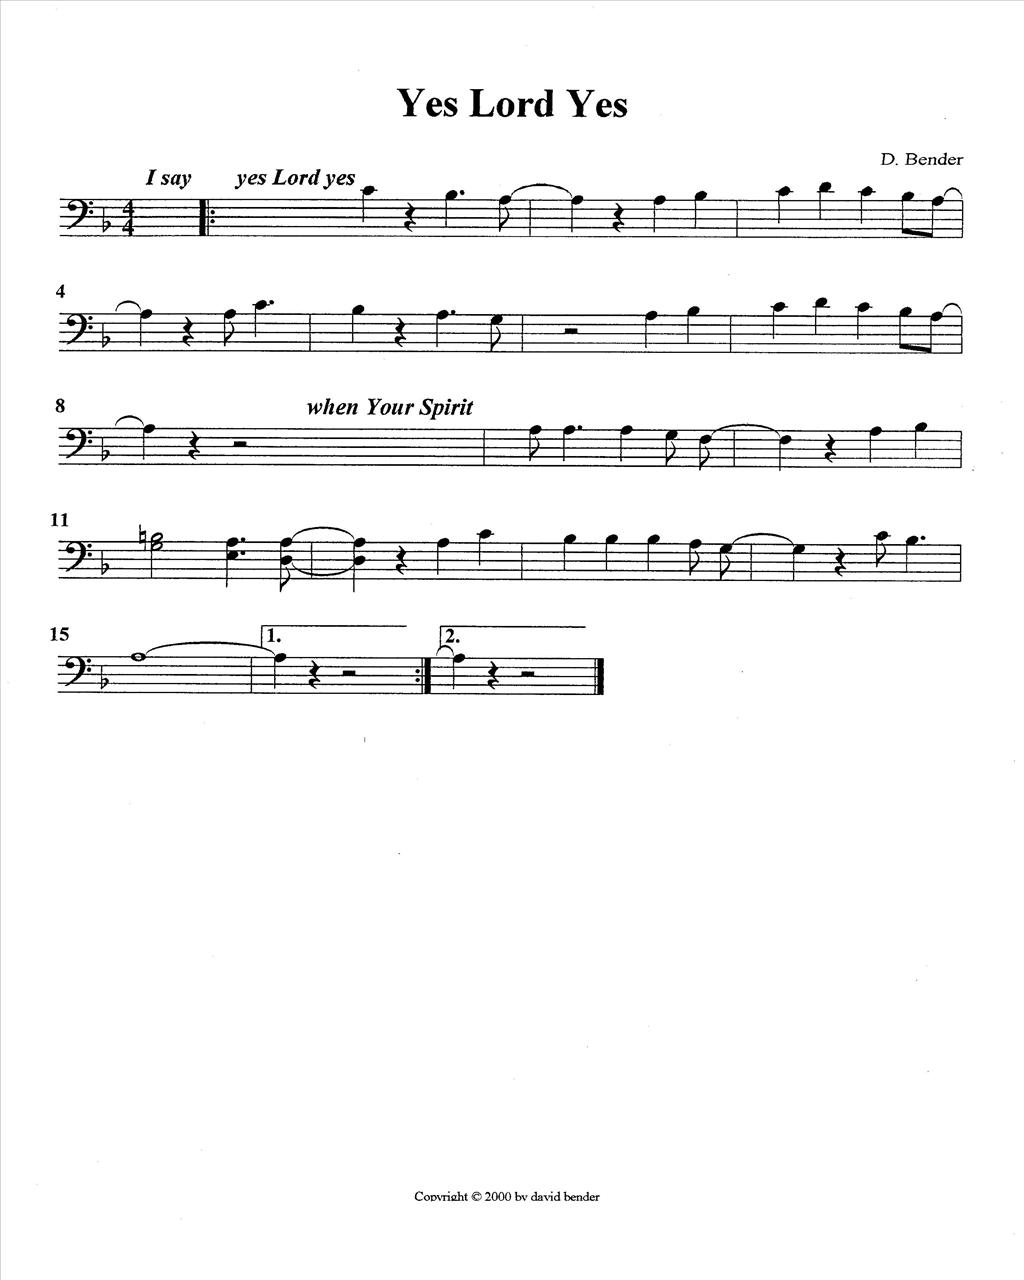 Yes Lord Yes
D. Bender
I say yes Lord yes
4
4
4
8
when Your Spirit
11
15
1.
2.
Copyright © 2000 by david bender